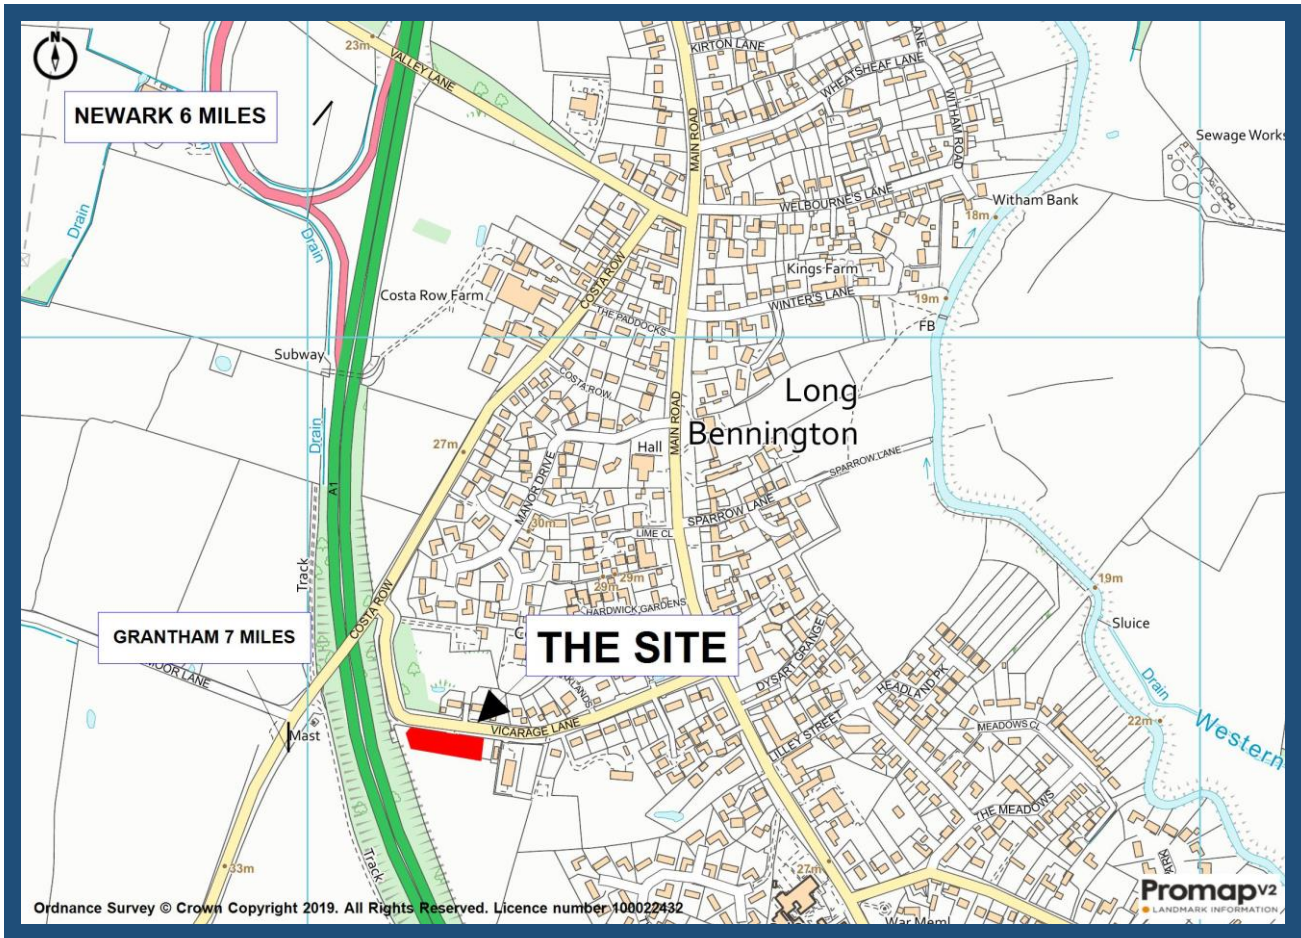 N
KIRTON LANE
23m
VALLEY LANE
WHEATSHEAF LANE
ANE
NEWARK 6 MILES
MAIN ROAD
WITHAM ROAD
Sewage Works
WELBOURNE'S LANE
Witham Bank
18m
Drain
Drain
Kings Farm
COSTA ROW
Costa Row Farm
WINTER'S LANE
19m
THE PADDOCKS
FB
Subway
COSTA ROW
Long
Bennington
MAIN ROAD
Drain
27m
Hall
SPARROW LANE
A1
MANOR DRIVE
30m
SPARROW LANE
LIME CL
Track
29m
29m
19m
COSTA ROW
HARDWICK GARDENS
Sluice
GRANTHAM 7 MILES
THE SITE
DYSART GRANGE
Drain
MOOR LANE
HEADLAND PK
KLANDS
22m
Western
Mast
VICARAGE LANE
LILLEY STREET
MEADOWS CL
THE MEADOWS
33m
Track
27m
PARK
Promap V2
LANDMARK INFORMATION
Ordnance Survey © Crown Copyright 2019. All Rights Reserved. Licence number 100022432
War Meml